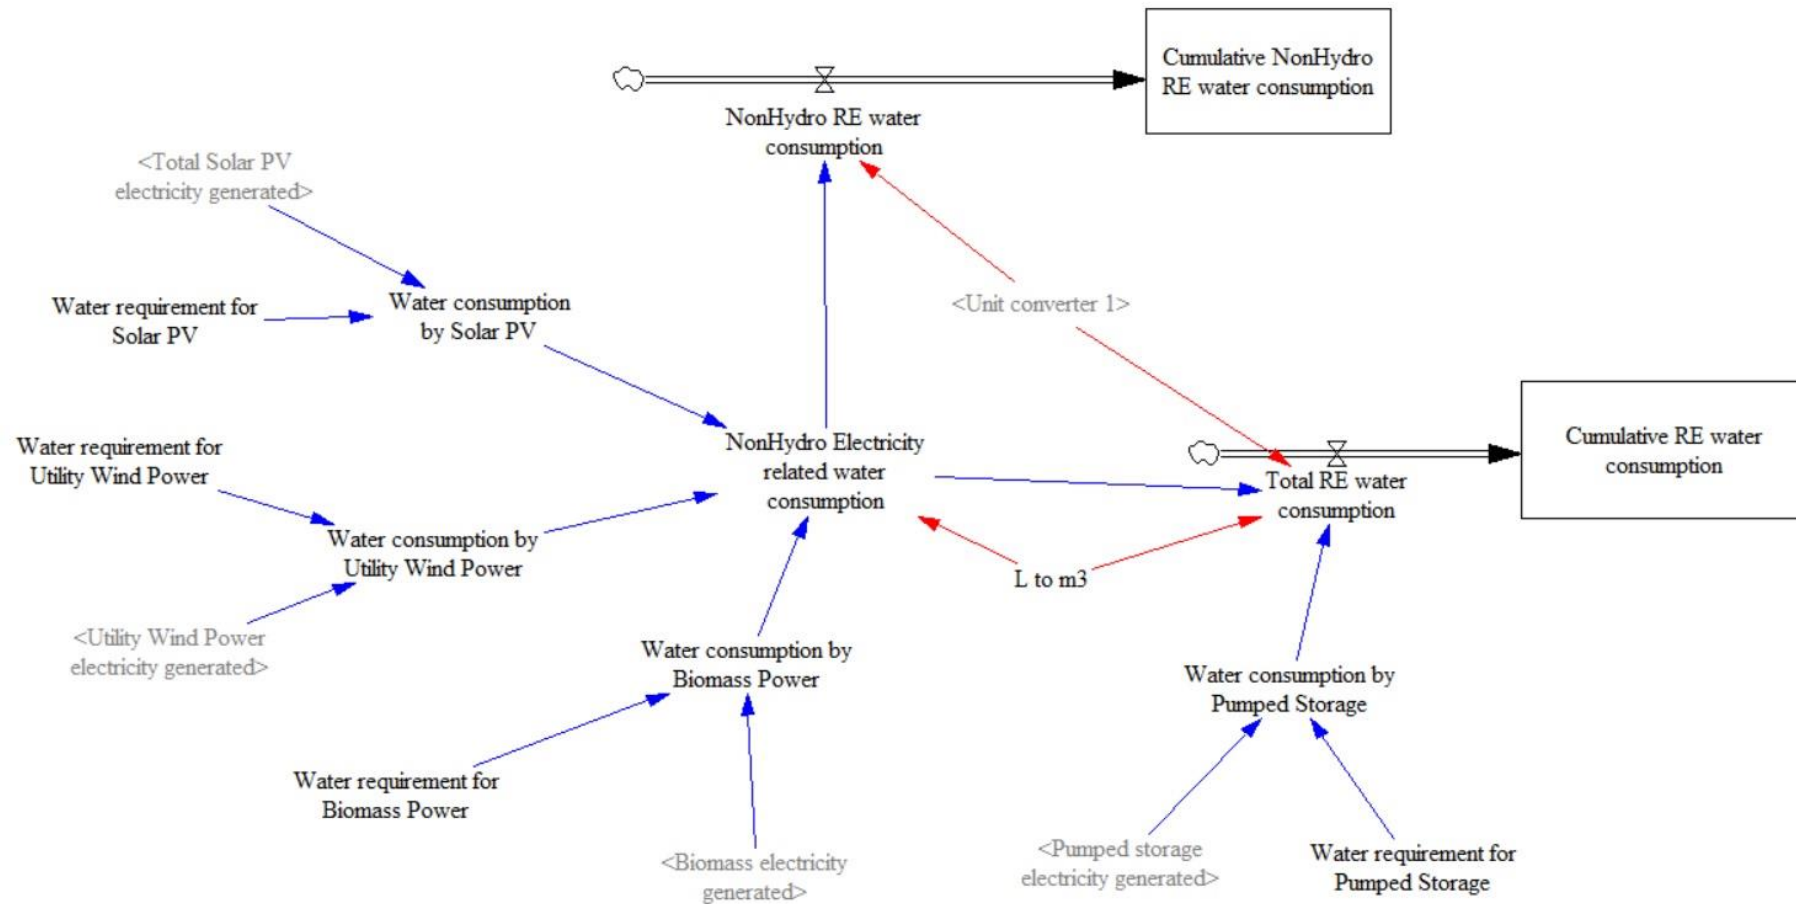 Cumulative NonHydro
RE water consumption
NonHydro RE water
consumption
<Total Solar PV
electricity generated>
Water requirement for
Solar PV
Water consumption
by Solar PV
<Unit converter 1>
Water requirement for
Utility Wind Power
NonHydro Electricity
related water
consumption
Cumulative RE water
consumption
Total RE water
consumption
Water consumption by
Utility Wind Power
L to m3
<Utility Wind Power
electricity generated>
Water consumption by
Biomass Power
Water consumption by
Pumped Storage
Water requirement for
Biomass Power
<Biomass electricity
generated>
<Pumped storage
electricity generated>
Water requirement for
Pumped Storage